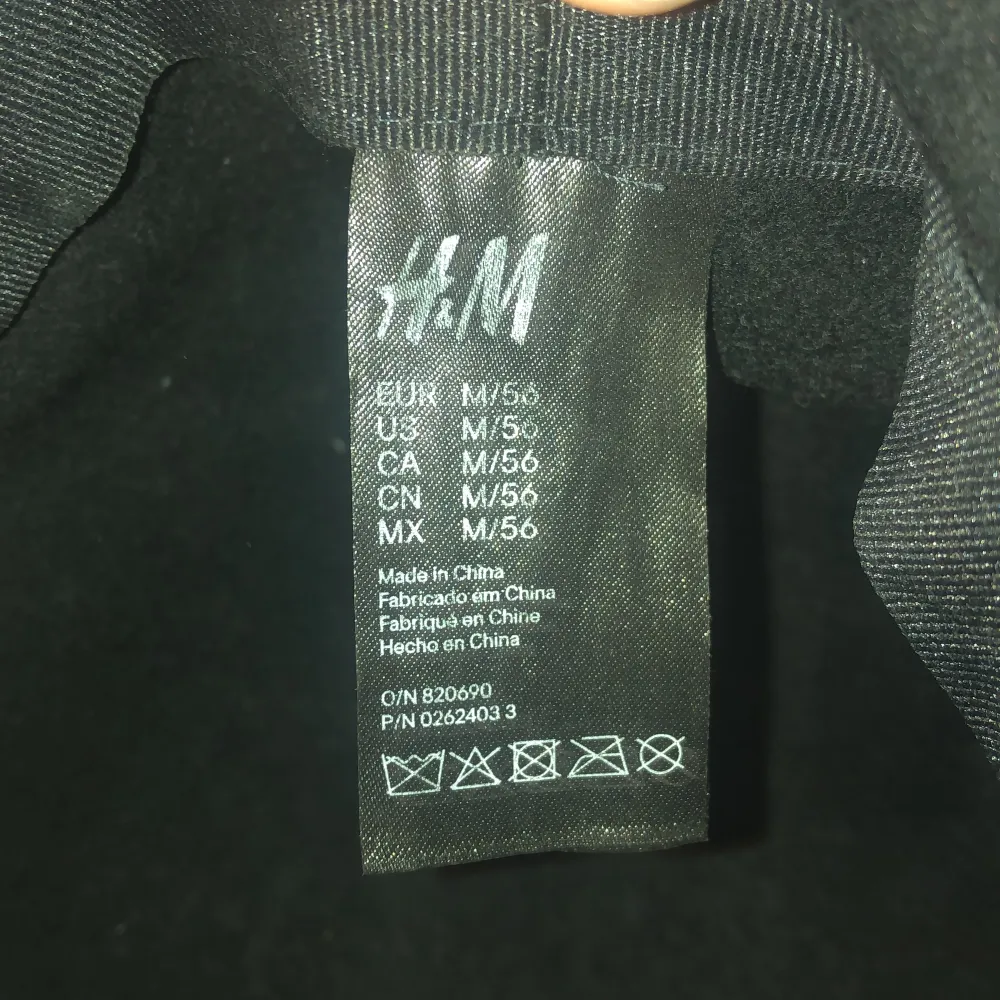 H&M
EUR M/56
US M/56
CA M/56
CN M/56
MX M/56
Made in China
Fabricado em China
Fabriqué en Chine
Hecho en China
O/N 820690
P/N 0262403 3